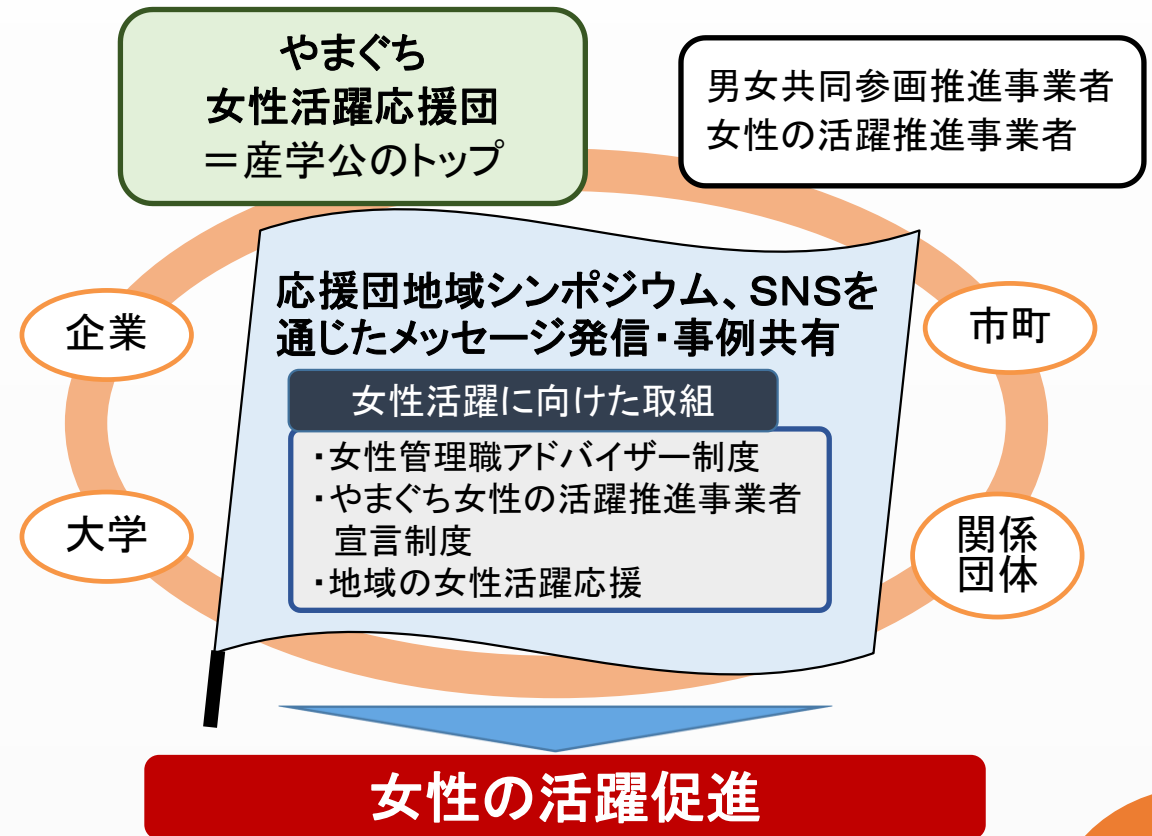 やまぐち
女性活躍応援団
＝産学公のトップ
男女共同参画推進事業者
女性の活躍推進事業者
応援団地域シンポジウム、SNSを
通じたメッセージ発信・事例共有
企業
市町
女性活躍に向けた取組
・女性管理職アドバイザー制度
・やまぐち女性の活躍推進事業者
宣言制度
・地域の女性活躍応援
大学
関係
団体
女性の活躍促進